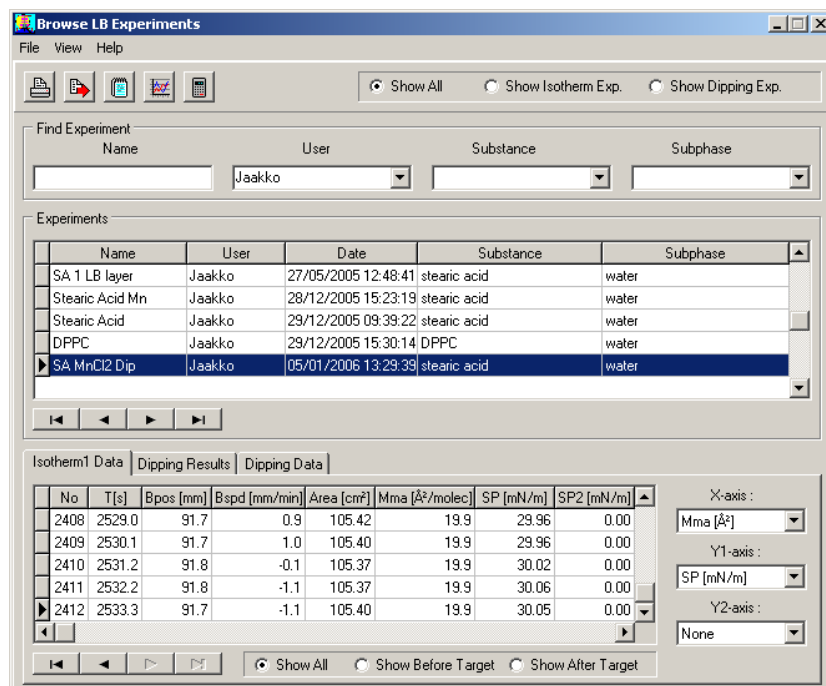 Browse LB Experiments
File View Help
Show All Show Isotherm Exp. Show Dipping Exp.
Find Experiment
Name User Substance Subphase
Jaakko
Experiments
Name User Date Substance Subphase
SA 1 LB layer Jaakko 27/05/2005 12:48:41 stearic acid water
Stearic Acid Mn Jaakko 28/12/2005 15:23:19 stearic acid water
Stearic Acid Jaakko 29/12/2005 09:39:22 stearic acid water
DPPC Jaakko 29/12/2005 15:30:14 DPPC water
SA MnCl2 Dip Jaakko 05/01/2006 13:29:39 stearic acid water
Isotherm1 Data Dipping Results Dipping Data
No T[s] Bpos [mm] Bspd [mm/min] Area [cm²] Mma [Å²/molec] SP [mN/m] SP2 [mN/m]
2408 2529.0 91.7 0.9 105.42 19.9 29.96 0.00
2409 2530.1 91.7 1.0 105.40 19.9 29.96 0.00
2410 2531.2 91.8 -0.1 105.37 19.9 30.02 0.00
2411 2532.2 91.8 -1.1 105.37 19.9 30.06 0.00
2412 2533.3 91.7 -1.1 105.40 19.9 30.05 0.00
X-axis :
Mma [Å²]
Y1-axis :
SP [mN/m]
Y2-axis :
None
Show All Show Before Target Show After Target